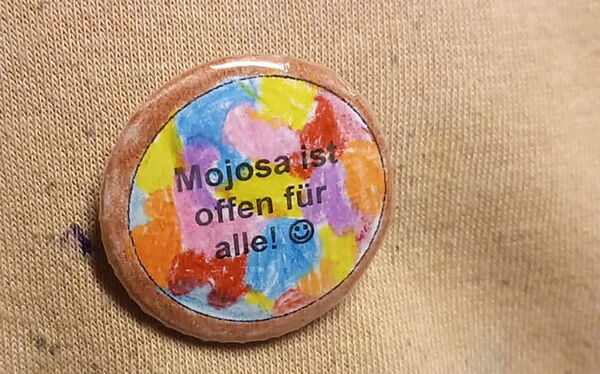 Mojosa ist
offen für
alle! ☺